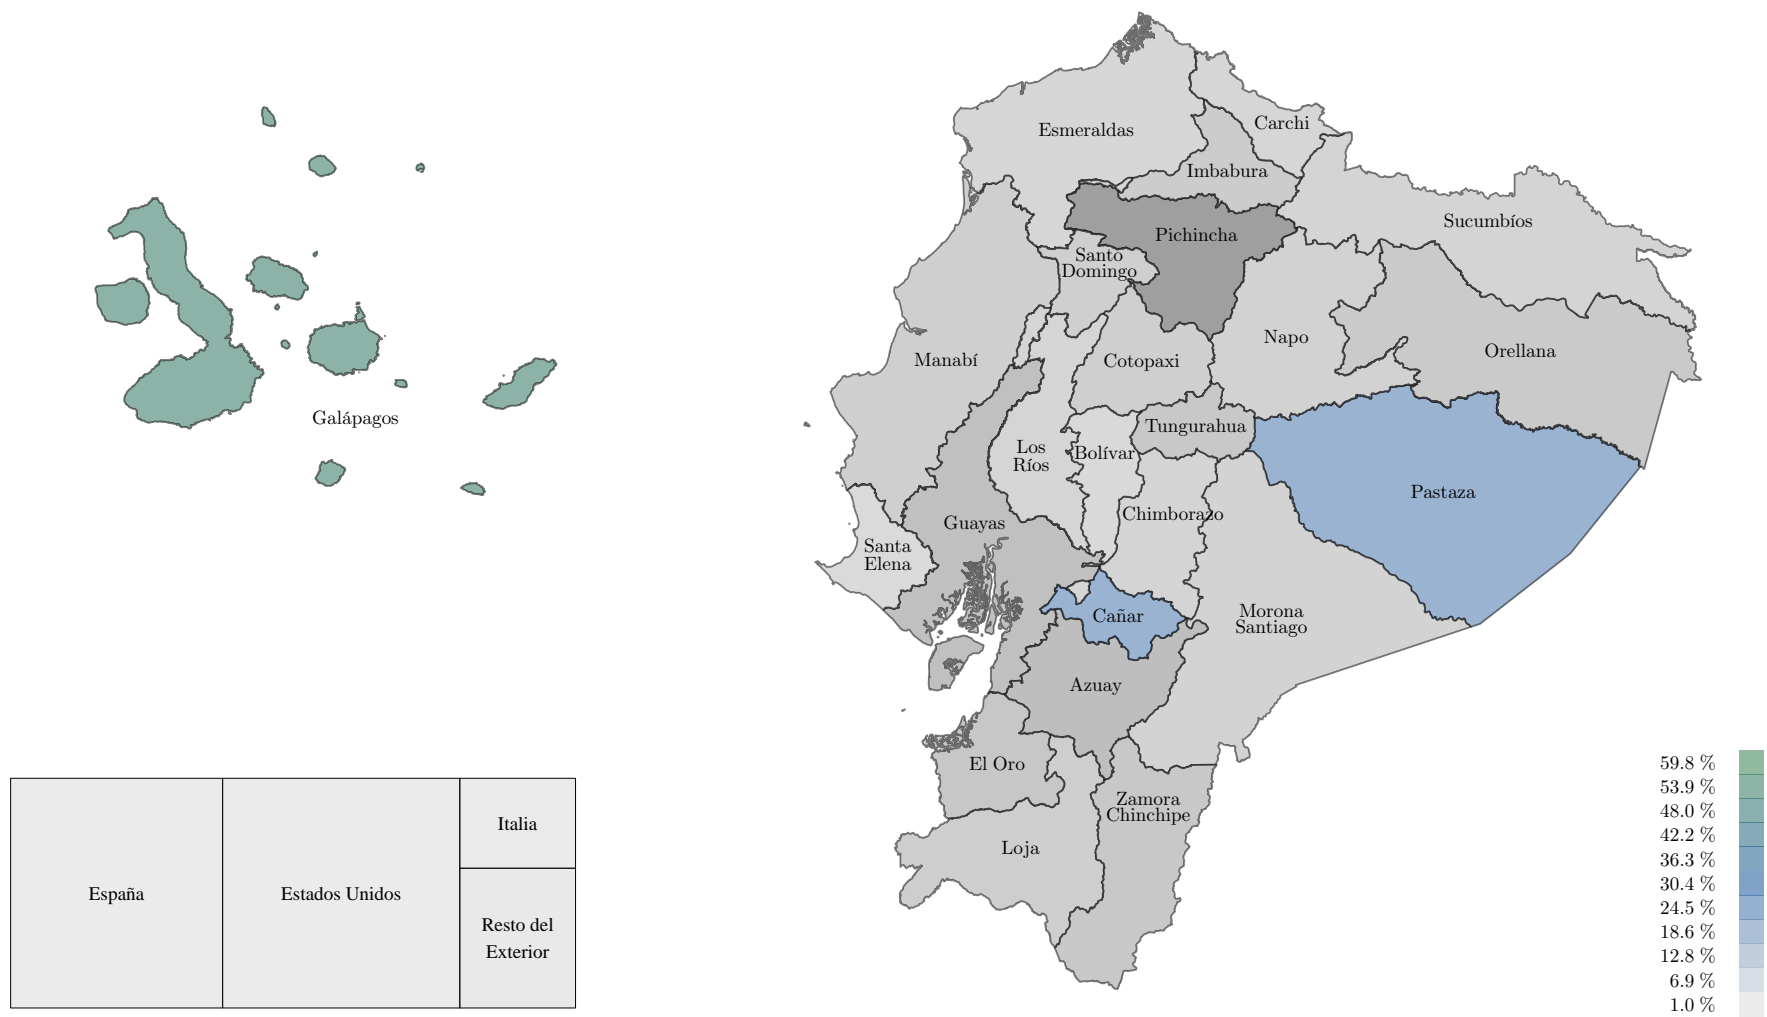 Esmeraldas
Carchi
Imbabura
Sucumbíos
Pichincha
Santo
Domingo
Napo
Orellana
Manabí
Cotopaxi
Galápagos
Tungurahua
Los
Ríos
Bolívar
Pastaza
Chimborazo
Guayas
Santa
Elena
Cañar
Morona
Santiago
Azuay
El Oro
Zamora
Chinchipe
Loja
España
Estados Unidos
Italia
Resto del
Exterior
59.8 %
53.9 %
48.0 %
42.2 %
36.3 %
30.4 %
24.5 %
18.6 %
12.8 %
6.9 %
1.0 %